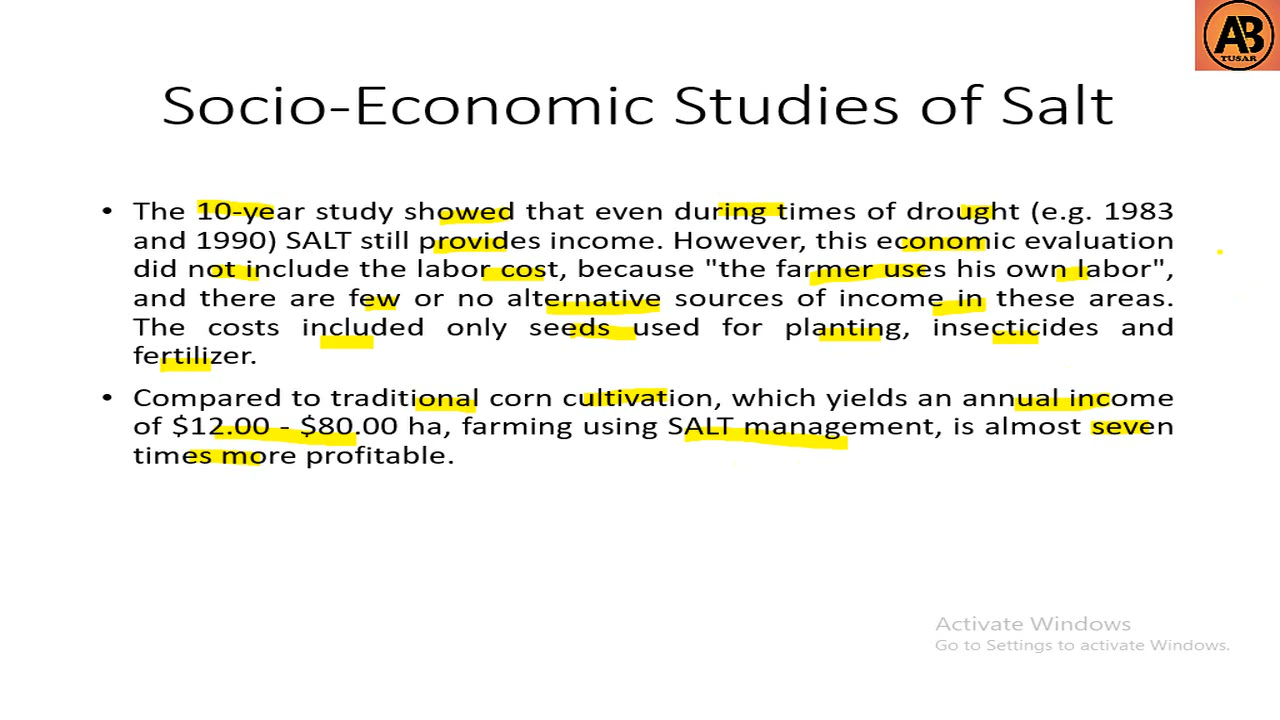 AB
TUSAR
Socio-Economic Studies of Salt
• The 10-year study showed that even during times of drought (e.g. 1983
and 1990) SALT still provides income. However, this economic evaluation
did not include the labor cost, because "the farmer uses his own labor",
and there are few or no alternative sources of income in these areas.
The costs included only seeds used for planting, insecticides and
fertilizer.
• Compared to traditional corn cultivation, which yields an annual income
of $12.00 - $80.00 ha, farming using SALT management, is almost seven
times more profitable.
Activate Windows
Go to Settings to activate Windows.